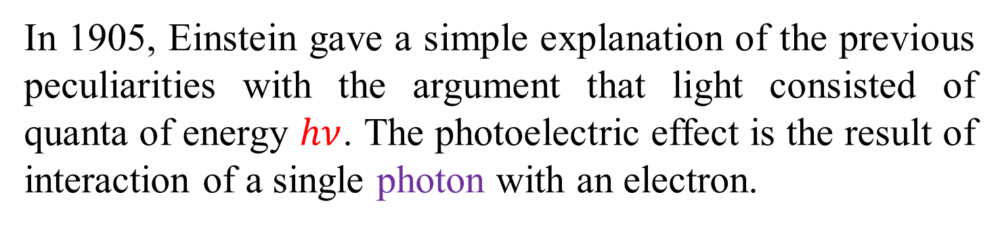 In 1905, Einstein gave a simple explanation of the previous
peculiarities with the argument that light consisted of
quanta of energy hν. The photoelectric effect is the result of
interaction of a single photon with an electron.